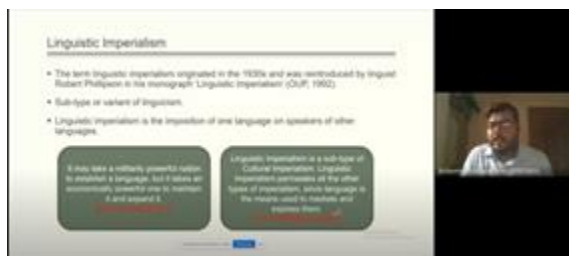 Linguistic Imperialism
• The term linguistic imperialism originated in the 1930s and was reintroduced by linguist
Robert Phillipson in his monograph 'Linguistic Imperialism' (OUP, 1992).
• Sub-type or variant of linguicism.
• Linguistic imperialism is the imposition of one language on speakers of other
languages.
It may take a militarily powerful nation
to establish a language, but it takes an
economically powerful one to maintain
it and expand it.
Linguistic Imperialism is a sub-type of
Cultural Imperialism. Linguistic
Imperialism permeates all the other
types of imperialism, since language is
the means used to mediate and
express them.